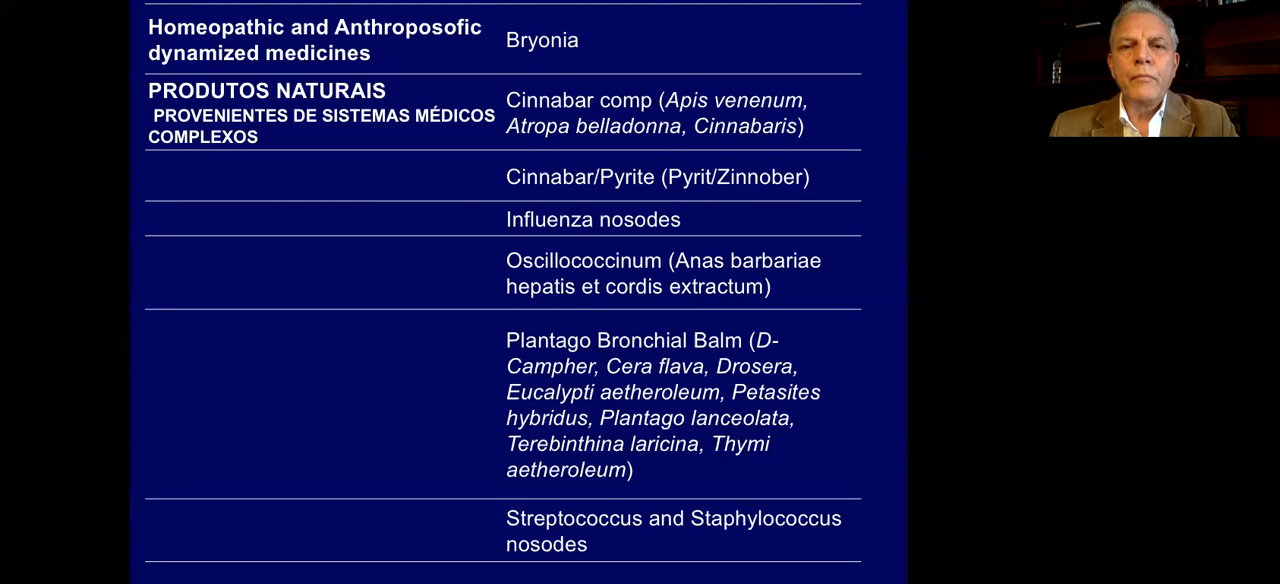 Homeopathic and Anthroposofic
dynamized medicines
Bryonia
PRODUTOS NATURAIS
PROVENIENTES DE SISTEMAS MÉDICOS
COMPLEXOS
Cinnabar comp (Apis venenum,
Atropa belladonna, Cinnabaris)
Cinnabar/Pyrite (Pyrit/Zinnober)
Influenza nosodes
Oscillococcinum (Anas barbariae
hepatis et cordis extractum)
Plantago Bronchial Balm (D-
Campher, Cera flava, Drosera,
Eucalypti aetheroleum, Petasites
hybridus, Plantago lanceolata,
Terebinthina laricina, Thymi
aetheroleum)
Streptococcus and Staphylococcus
nosodes